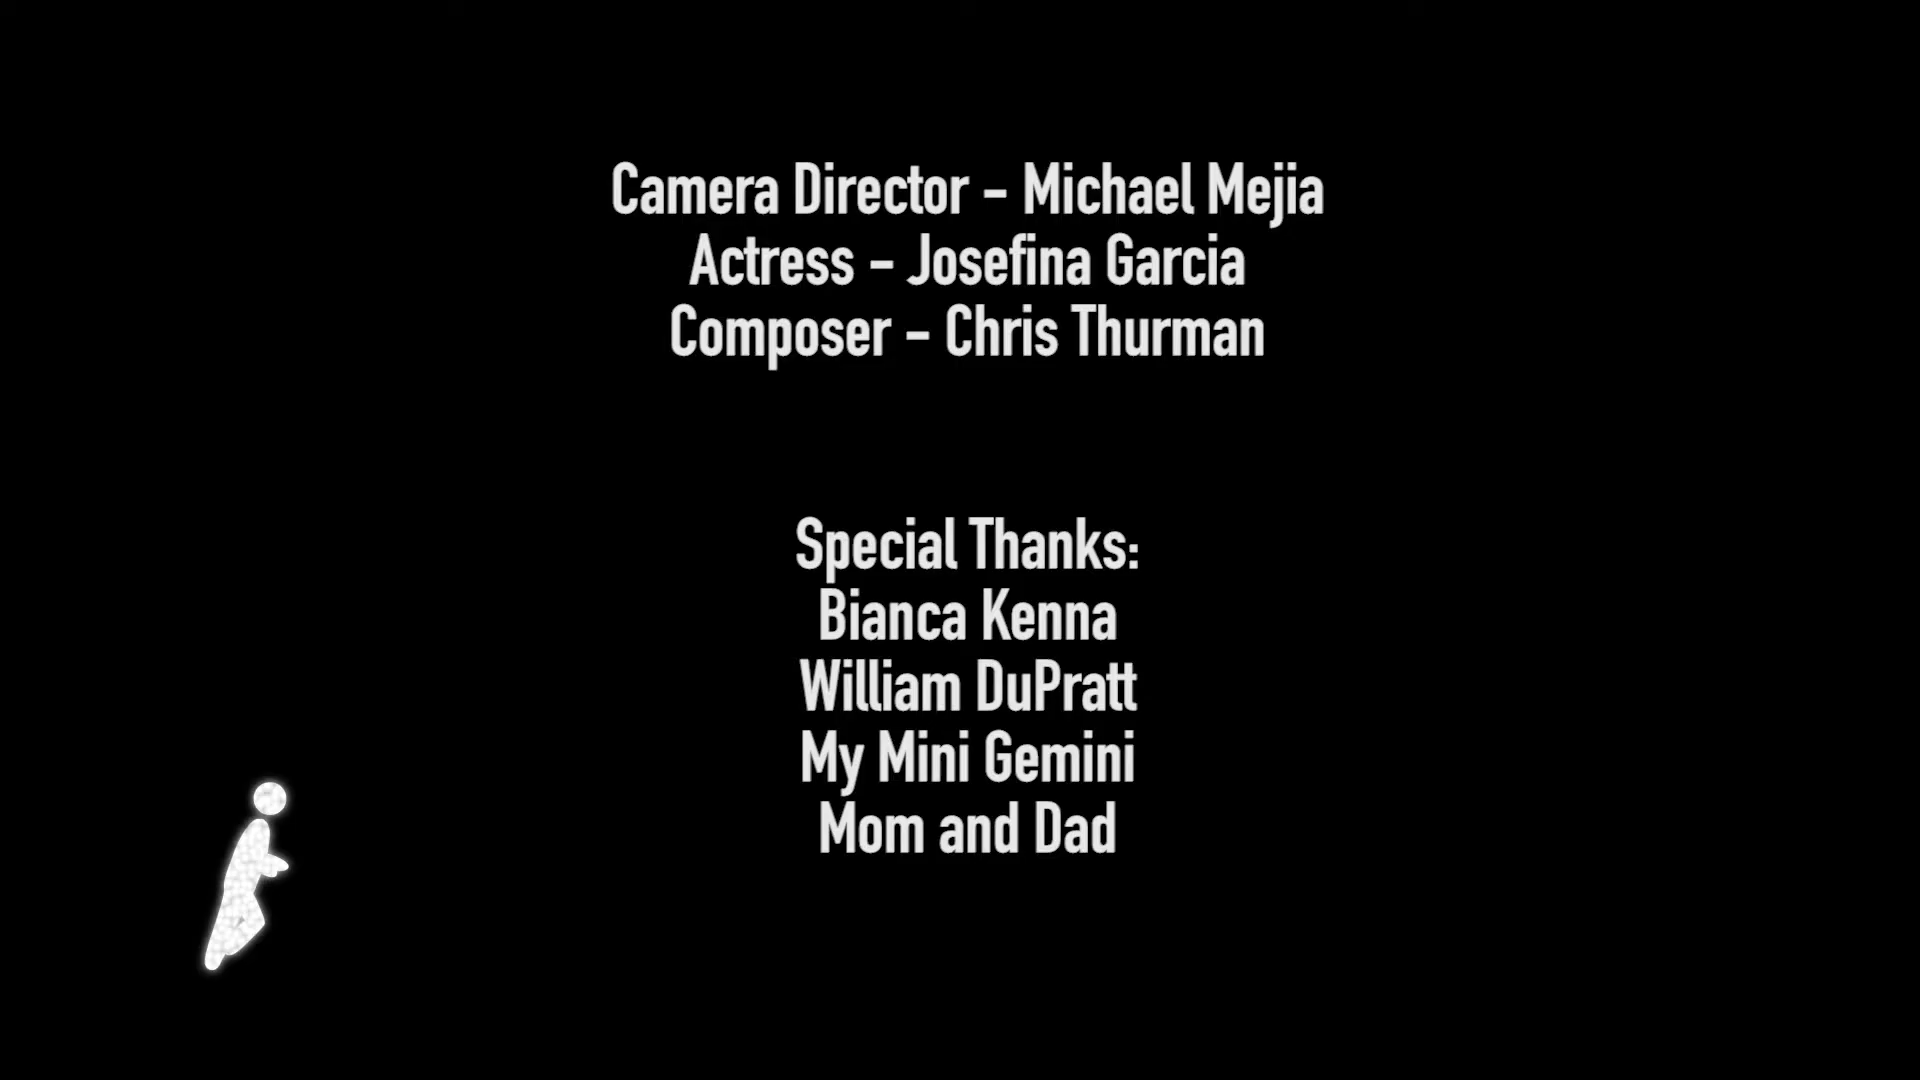 Camera Director - Michael Mejia
Actress - Josefina Garcia
Composer - Chris Thurman
Special Thanks:
Bianca Kenna
William DuPratt
My Mini Gemini
Mom and Dad